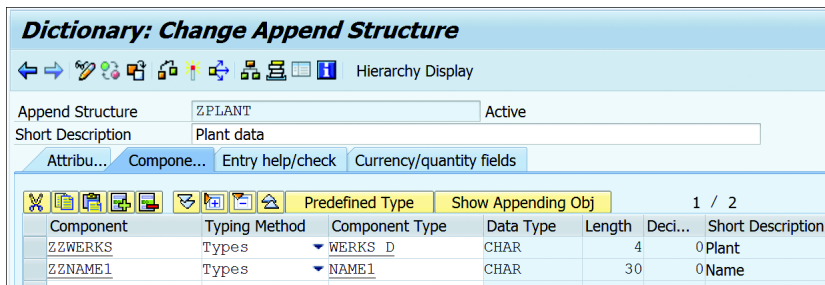 Dictionary: Change Append Structure
Hierarchy Display
Append Structure ZPLANT Active
Short Description Plant data
Attribu... Compone... Entry help/check Currency/quantity fields
Predefined Type Show Appending Obj 1 / 2
Component Typing Method Component Type Data Type Length Deci... Short Description
ZZWERKS Types WERKS_D CHAR 4 0 Plant
ZZNAME1 Types NAME1 CHAR 30 0 Name